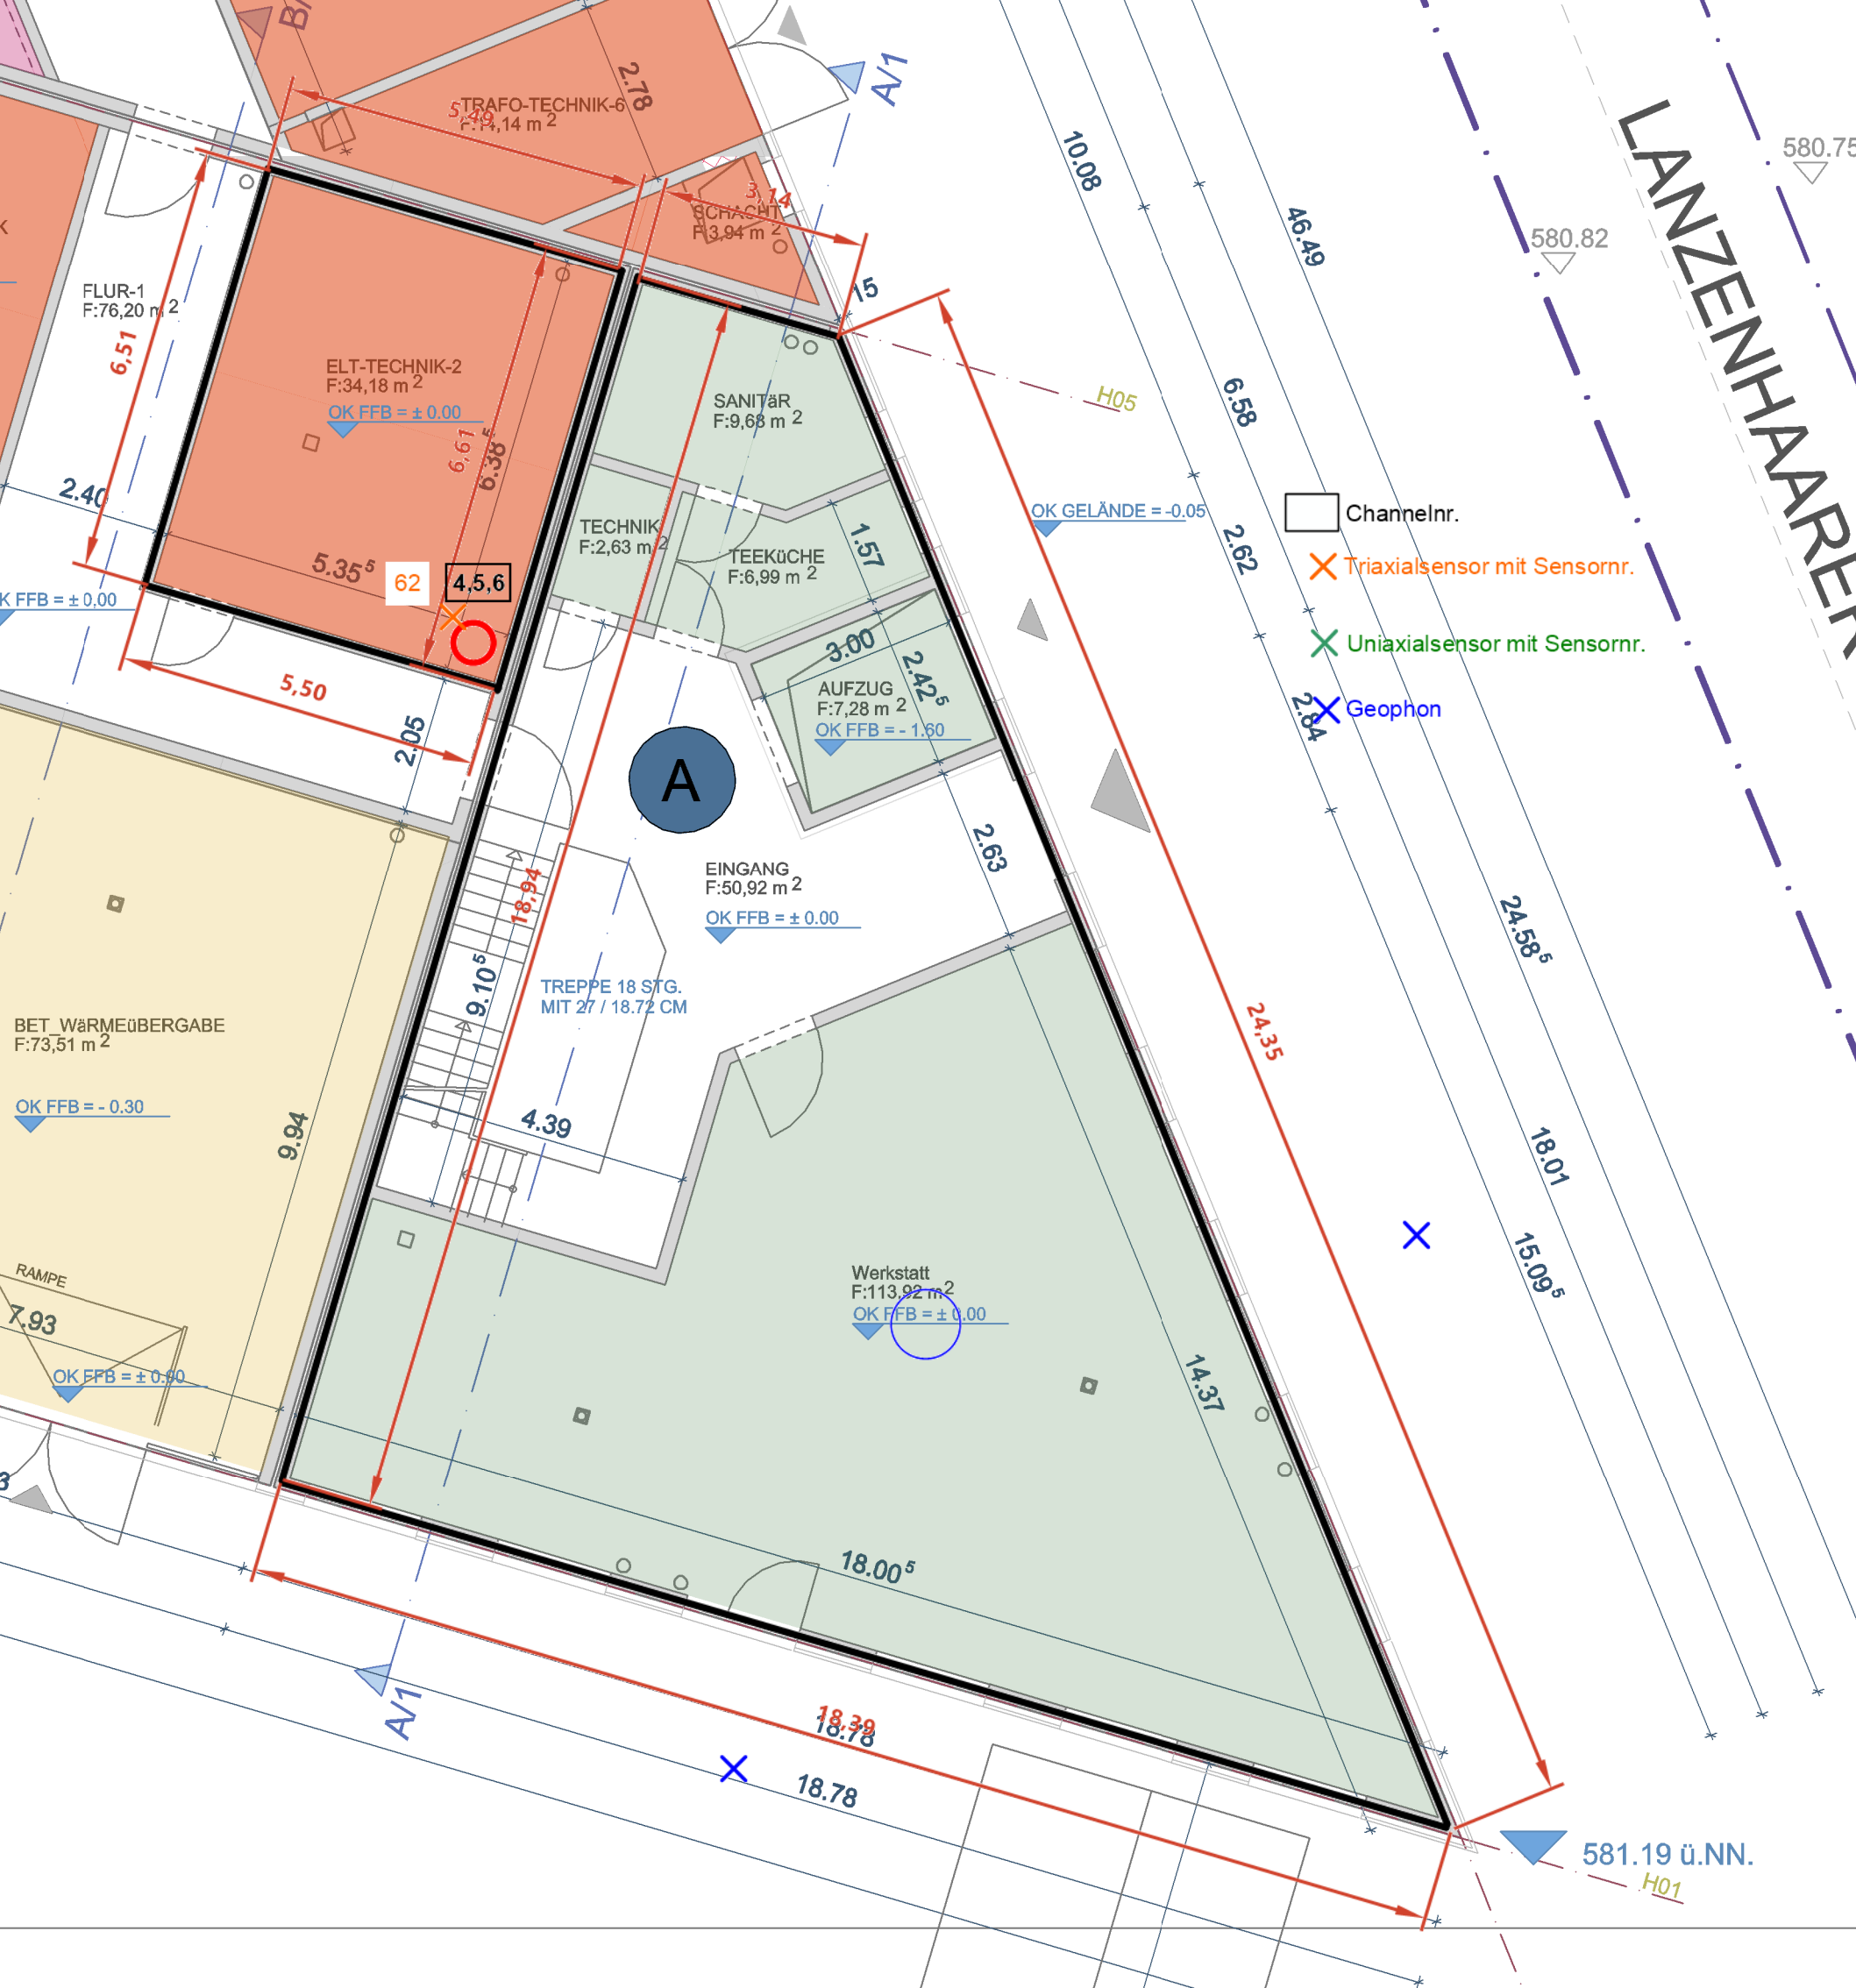 B/
A/1
2.78
TRAFO-TECHNIK-6
F:14,14 m 2
5,49
3,14
SCHACHT
F:3,94 m 2
15
10.08
46.49
580.75
580.82
LANZENHAARER
FLUR-1
F:76,20 m 2
6,51
ELT-TECHNIK-2
F:34,18 m 2
OK FFB = ± 0.00
6,61
6.38 5
SANITäR
F:9,68 m 2
H05
6.58
2.40
5.35 5
62
4,5,6
K FFB = ± 0,00
TECHNIK
F:2,63 m 2
TEEKüCHE
F:6,99 m 2
1.57
OK GELÄNDE = -0.05
2.62
Channelnr.
Triaxialsensor mit Sensornr.
Uniaxialsensor mit Sensornr.
Geophon
2.84
5,50
2.05
3.00
2.42 5
AUFZUG
F:7,28 m 2
OK FFB = - 1.60
A
18,94
EINGANG
F:50,92 m 2
OK FFB = ± 0.00
2.63
24.58 5
9.10 5
TREPPE 18 STG.
MIT 27 / 18.72 CM
24,35
BET_WäRMEüBERGABE
F:73,51 m 2
OK FFB = - 0.30
9.94
4.39
18.01
15.09 5
RAMPE
7.93
OK FFB = ± 0.00
Werkstatt
F:113,92 m 2
OK FFB = ± 0.00
14.37
3
18.00 5
A/1
18,39
18.78
18.78
581.19 ü.NN.
H01